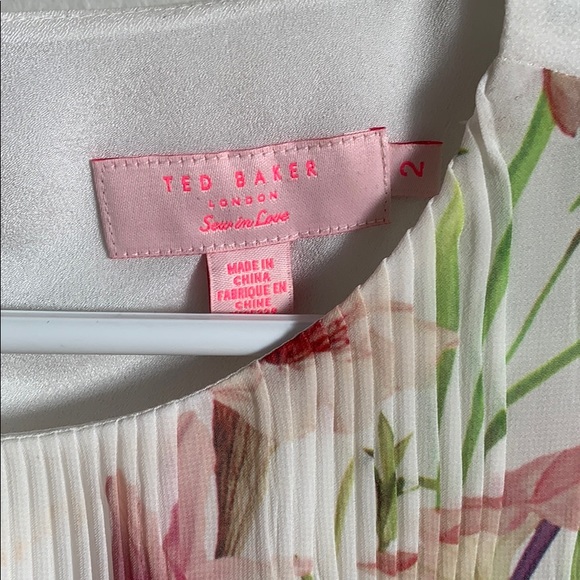 TED BAKER
LONDON
Sew in Love
2
MADE IN
CHINA
FABRIQUE EN
CHINE